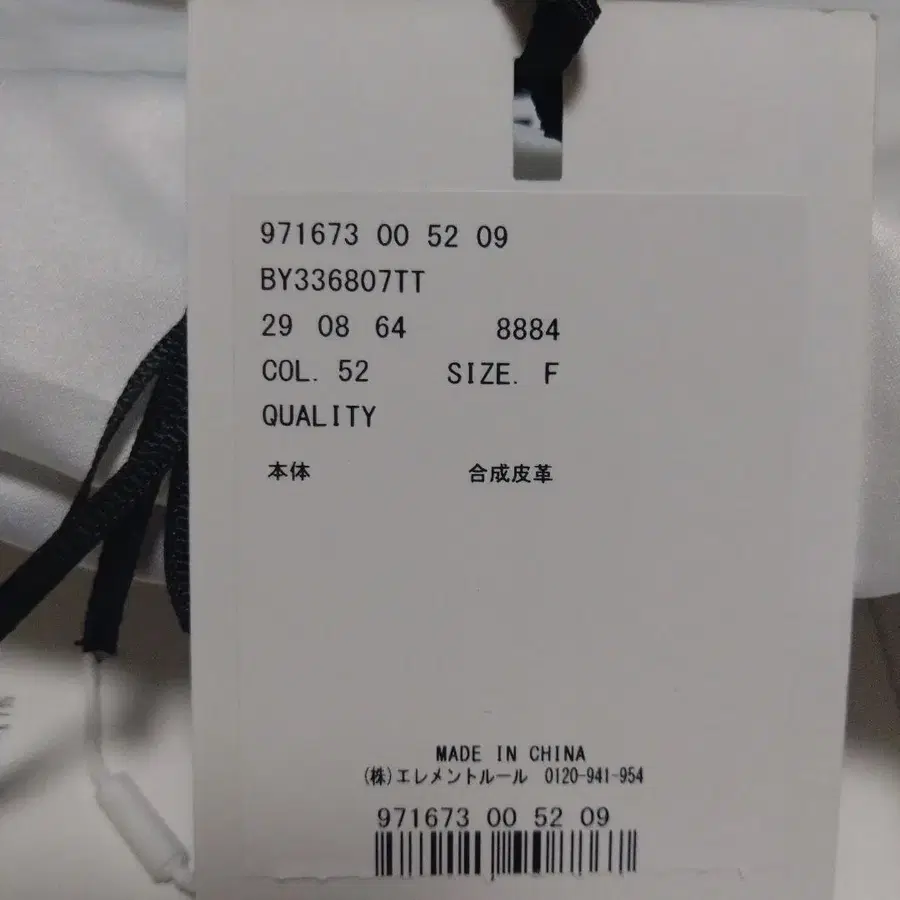 971673 00 52 09
BY336807TT
29 08 64 8884
COL. 52 SIZE. F
QUALITY
本体 合成皮革
MADE IN CHINA
(株)エレメントルール 0120-941-954
971673 00 52 09